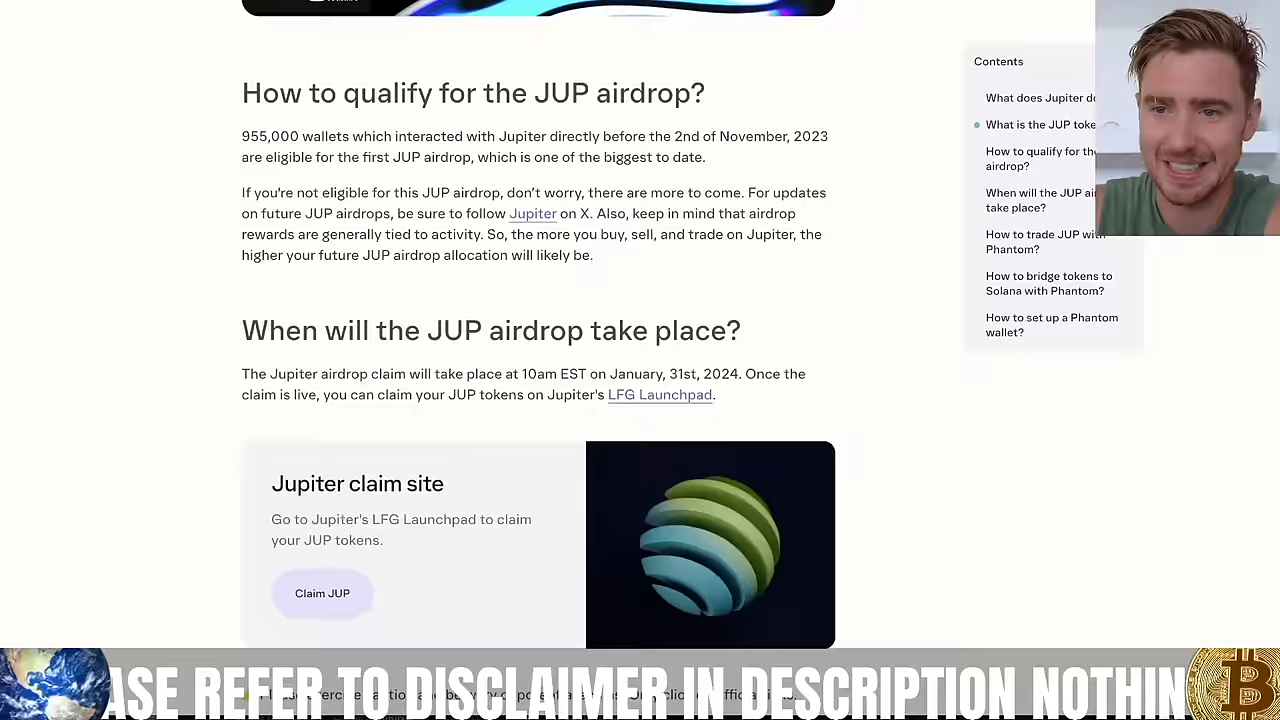 How to qualify for the JUP airdrop?
955,000 wallets which interacted with Jupiter directly before the 2nd of November, 2023
are eligible for the first JUP airdrop, which is one of the biggest to date.
If you're not eligible for this JUP airdrop, don't worry, there are more to come. For updates
on future JUP airdrops, be sure to follow Jupiter on X. Also, keep in mind that airdrop
rewards are generally tied to activity. So, the more you buy, sell, and trade on Jupiter, the
higher your future JUP airdrop allocation will likely be.
When will the JUP airdrop take place?
The Jupiter airdrop claim will take place at 10am EST on January, 31st, 2024. Once the
claim is live, you can claim your JUP tokens on Jupiter's LFG Launchpad.
Jupiter claim site
Go to Jupiter's LFG Launchpad to claim
your JUP tokens.
Claim JUP
Contents
What does Jupiter do
What is the JUP toke
How to qualify for the
airdrop?
When will the JUP ai
take place?
How to trade JUP with
Phantom?
How to bridge tokens to
Solana with Phantom?
How to set up a Phantom
wallet?
ASE REFER TO DISCLAIMER IN DESCRIPTION NOTHIN